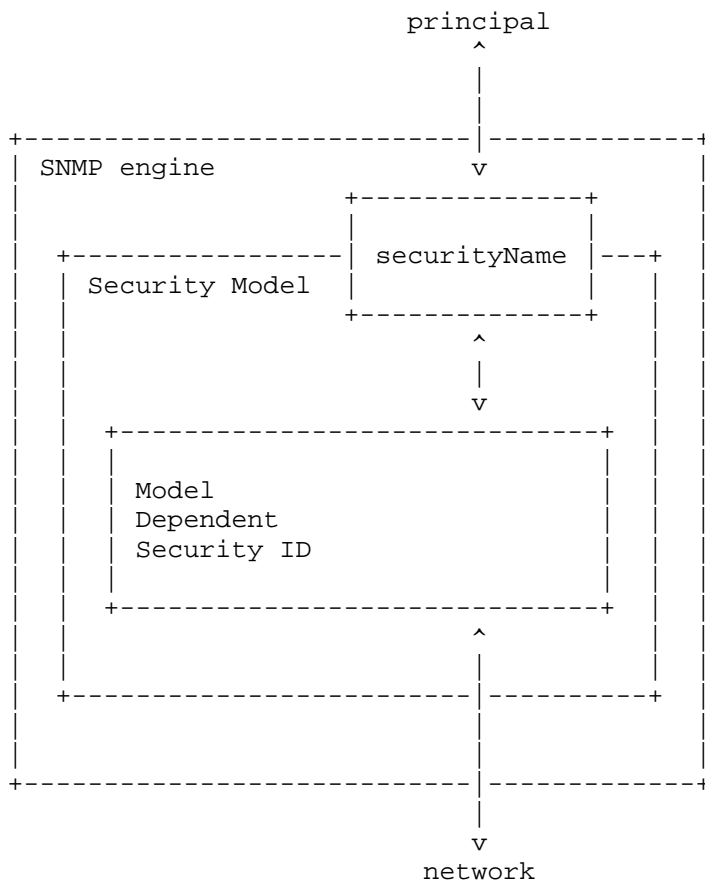 principal
SNMP engine
securityName
Security Model
Model
Dependent
Security ID
network